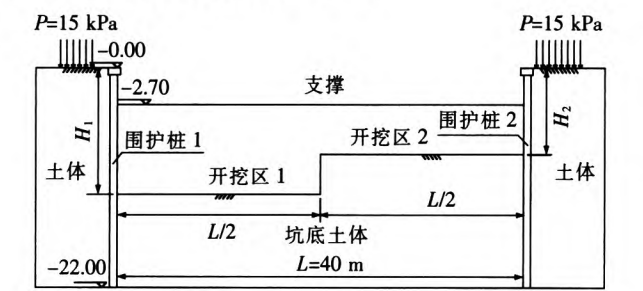 P=15 kPa
P=15 kPa
-0.00
-2.70
支撑
H₁
围护桩 1
围护桩 2
H₂
开挖区 2
土体
开挖区 1
土体
L/2
L/2
坑底土体
-22.00
L=40 m